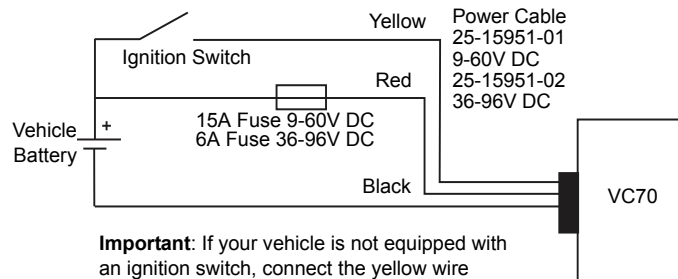 Yellow
Power Cable
25-15951-01
9-60V DC
25-15951-02
36-96V DC
Ignition Switch
Red
15A Fuse 9-60V DC
6A Fuse 36-96V DC
+
Vehicle
Battery
Black
VC70
Important: If your vehicle is not equipped with
an ignition switch, connect the yellow wire